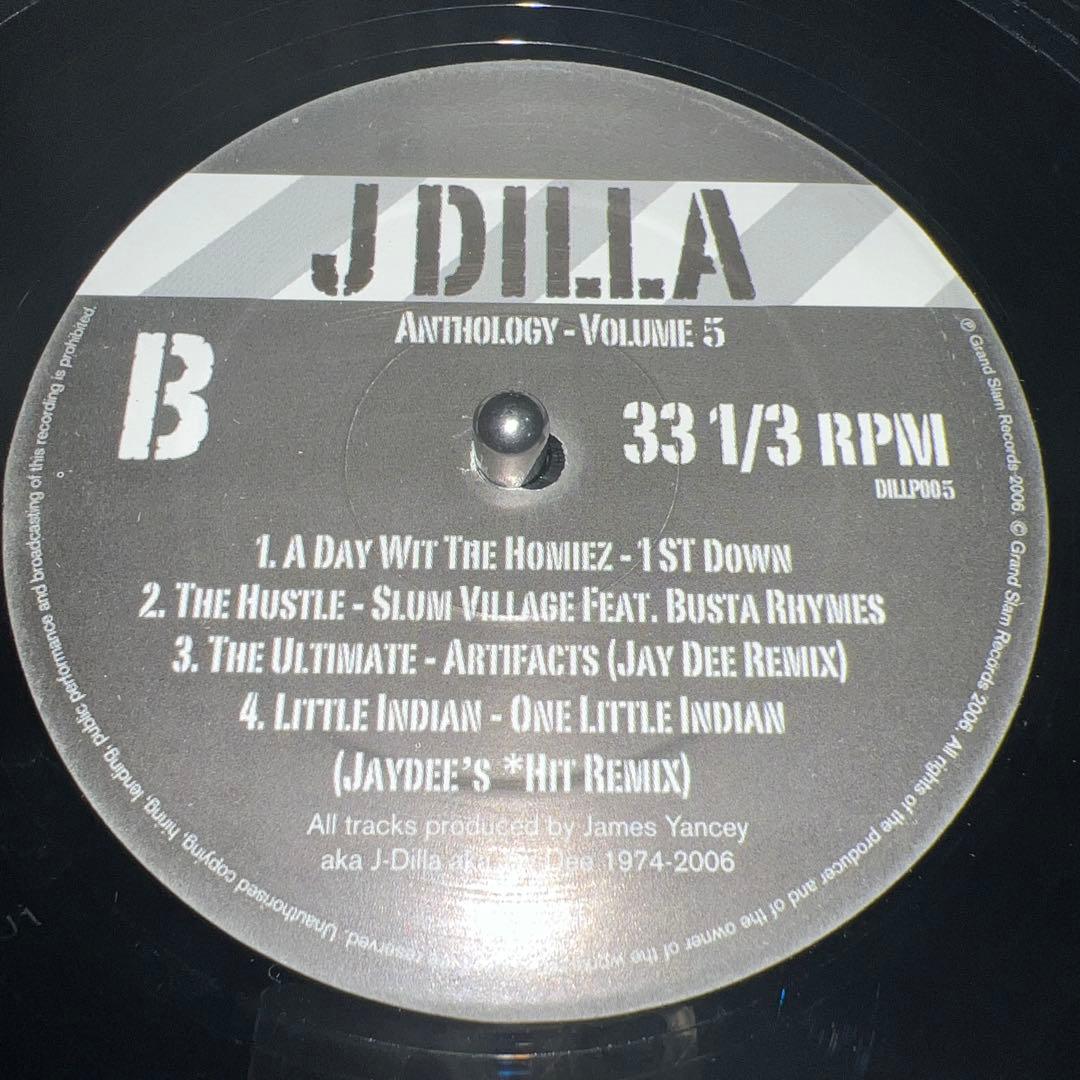 J DILLA
ANTHOLOGY - VOLUME 5
B
33 1/3 RPM
DILLP005
1. A DAY WIT THE HOMIEZ - 1 ST DOWN
2. THE HUSTLE - SLUM VILLAGE FEAT. BUSTA RHYMES
3. THE ULTIMATE - ARTIFACTS (JAY DEE REMIX)
4. LITTLE INDIAN - ONE LITTLE INDIAN
(JAYDEE'S *HIT REMIX)
All tracks produced by James Yancey
aka J-Dilla aka Jay Dee 1974-2006
℗ Grand Slam Records 2006. © Grand Slam Records 2006. All rights of the producer and of the owner of the work reserved. Unauthorised copying, hiring, lending, public performance and broadcasting of this recording is prohibited.